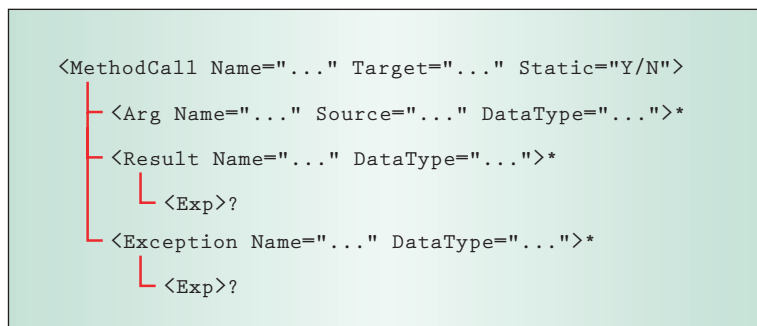 <MethodCall Name="..." Target="..." Static="Y/N">
<Arg Name="..." Source="..." DataType="...">*
<Result Name="..." DataType="...">*
<Exp>?
<Exception Name="..." DataType="...">*
<Exp>?